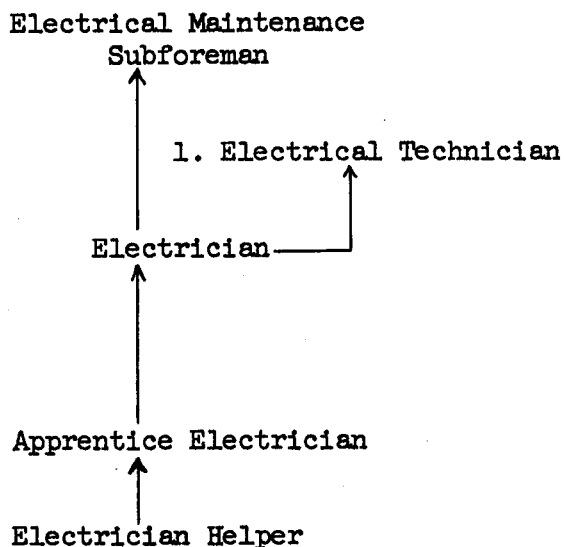 Electrical Maintenance
Subforeman
1. Electrical Technician
Electrician
Apprentice Electrician
Electrician Helper